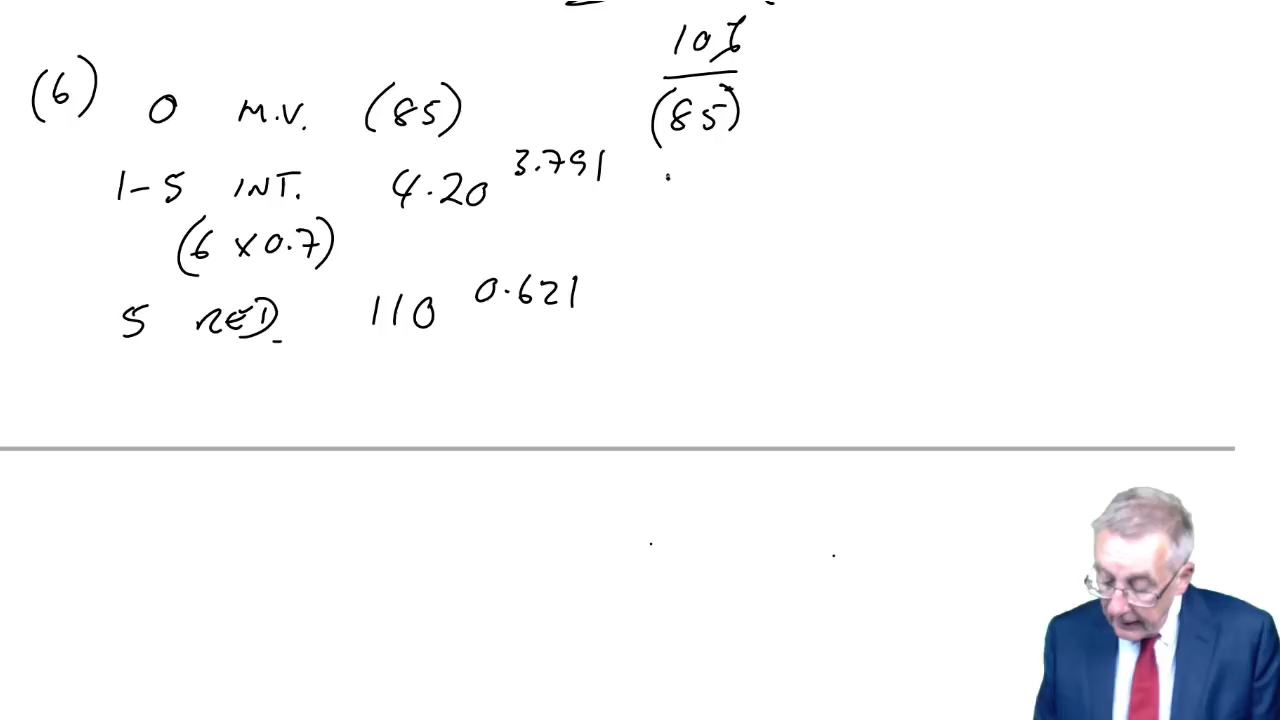 10%
(6) 0 M.V. (85) (85)
1-5 INT. 4.20 3.791
(6 x 0.7)
5 RED. 110 0.621